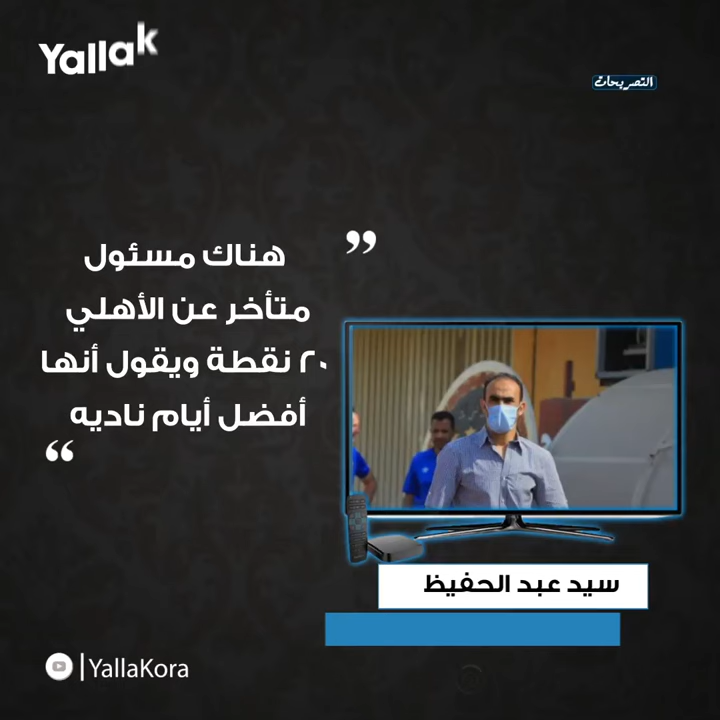 Yallak
التصريحات
هناك مسئول
متأخر عن الأهلي
٢٠ نقطة ويقول أنها
أفضل أيام ناديه
سيد عبد الحفيظ
YallaKora